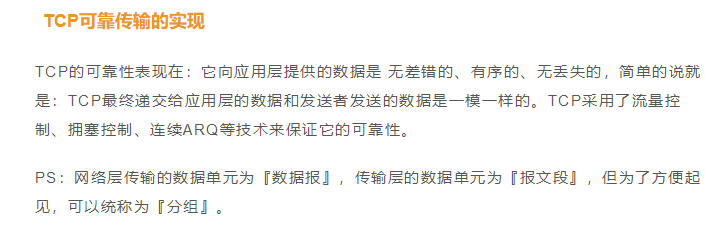 TCP可靠传输的实现
TCP的可靠性表现在：它向应用层提供的数据是 无差错的、有序的、无丢失的，简单的说就
是：TCP最终递交给应用层的数据和发送者发送的数据是一模一样的。TCP采用了流量控
制、拥塞控制、连续ARQ等技术来保证它的可靠性。
PS：网络层传输的数据单元为『数据报』，传输层的数据单元为『报文段』，但为了方便起
见，可以统称为『分组』。